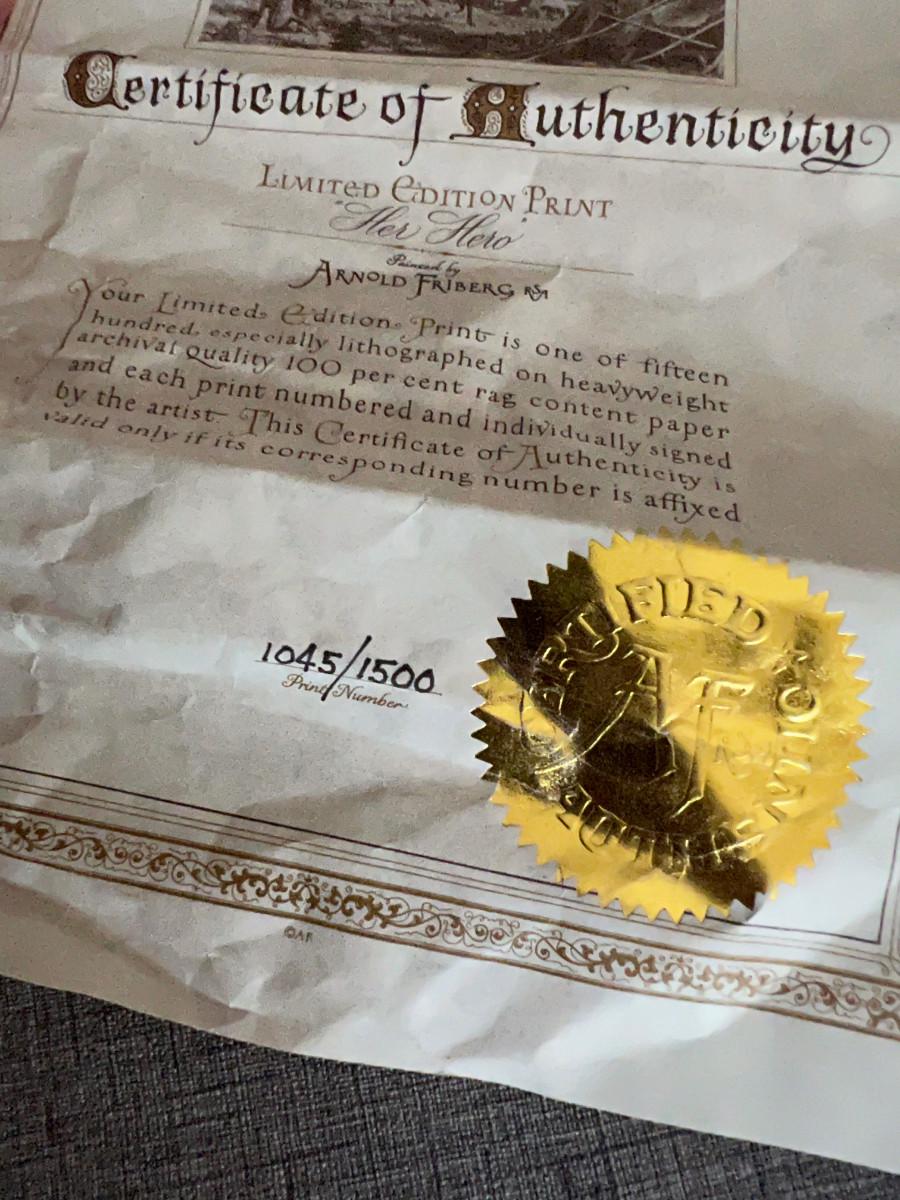 Certificate of Authenticity
Limited Edition Print
"Her Hero"
Painted by
Arnold Friberg RSA
Your Limited Edition Print is one of fifteen
hundred, especially lithographed on heavyweight
archival quality 100 per cent rag content paper
and each print numbered and individually signed
by the artist. This Certificate of Authenticity is
valid only if its corresponding number is affixed
1045/1500
Print Number
CERTIFIED
AF
©AF